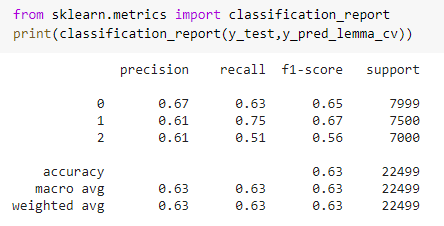 from sklearn.metrics import classification_report
print(classification_report(y_test,y_pred_lemma_cv))
precision recall f1-score support
0 0.67 0.63 0.65 7999
1 0.61 0.75 0.67 7500
2 0.61 0.51 0.56 7000
accuracy 0.63 22499
macro avg 0.63 0.63 0.63 22499
weighted avg 0.63 0.63 0.63 22499